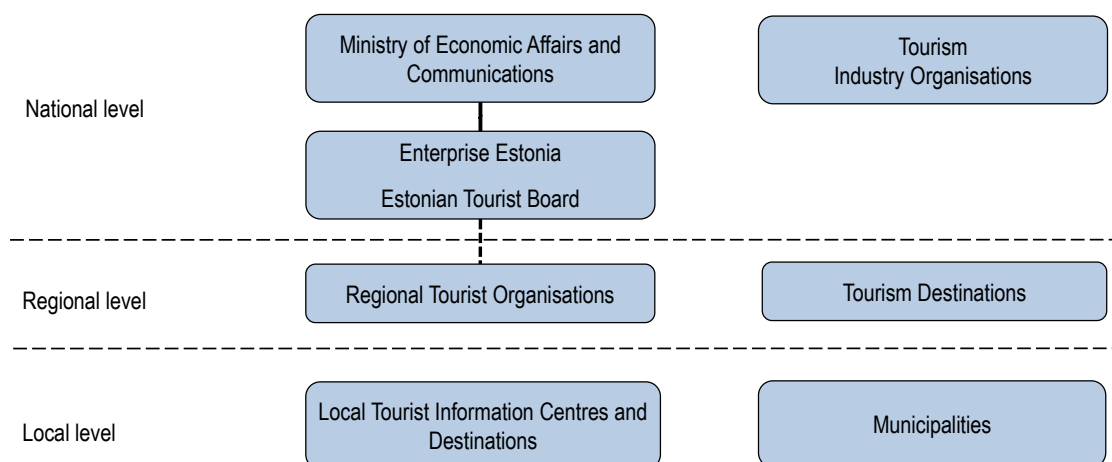 Ministry of Economic Affairs and
Communications
Tourism
Industry Organisations
National level
Enterprise Estonia
Estonian Tourist Board
Regional level
Regional Tourist Organisations
Tourism Destinations
Local level
Local Tourist Information Centres and
Destinations
Municipalities